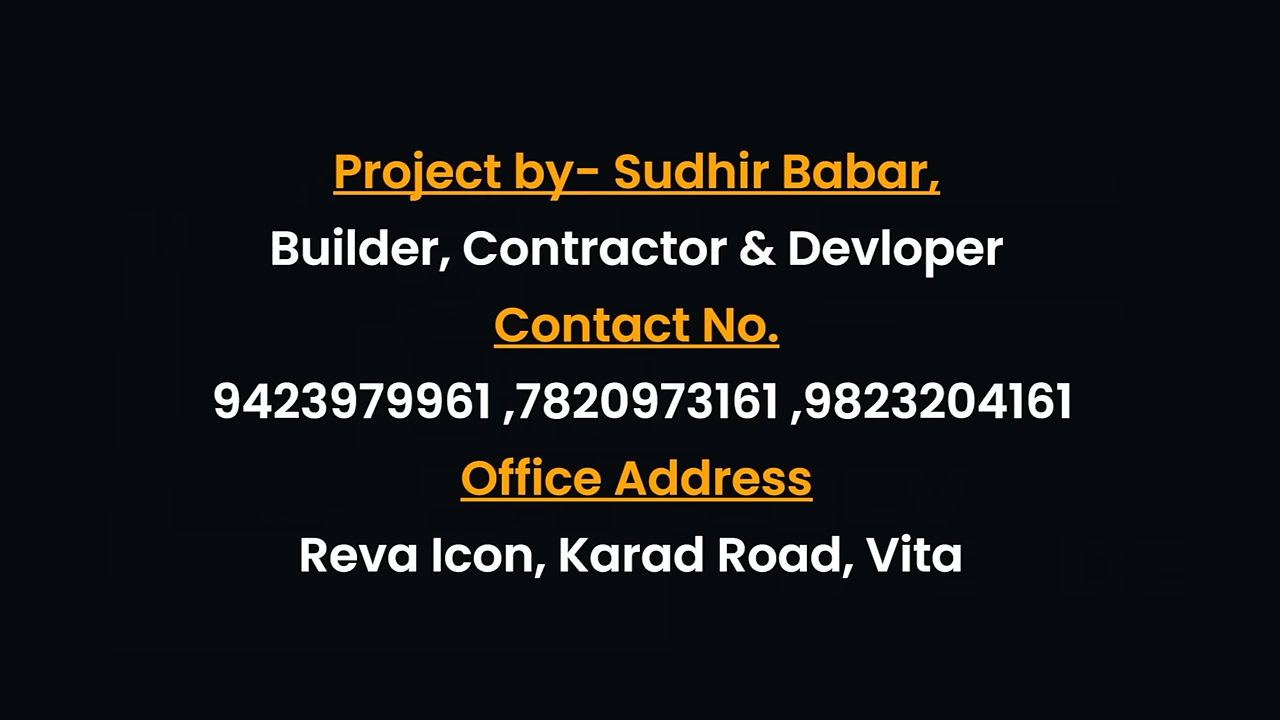 Project by- Sudhir Babar,
Builder, Contractor & Devloper
Contact No.
9423979961 ,7820973161 ,9823204161
Office Address
Reva Icon, Karad Road, Vita